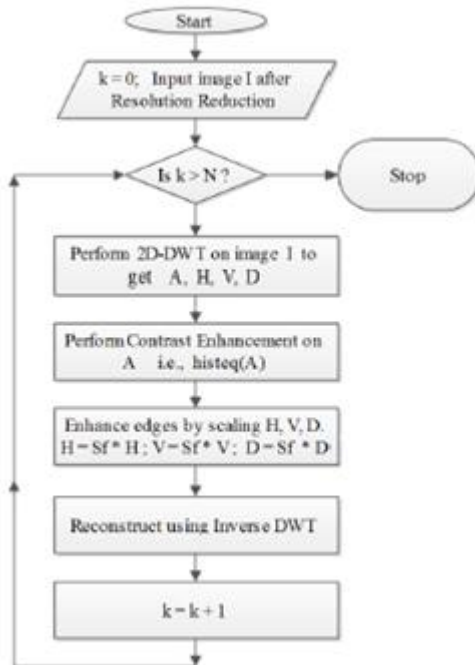 Start
k = 0; Input image I after
Resolution Reduction
Is k > N ?
Stop
Perform 2D-DWT on image I to
get A, H, V, D
Perform Contrast Enhancement on
A i.e., histeq(A)
Enhance edges by scaling H, V, D.
H = Sf * H ; V = Sf * V ; D = Sf * D
Reconstruct using Inverse DWT
k = k + 1